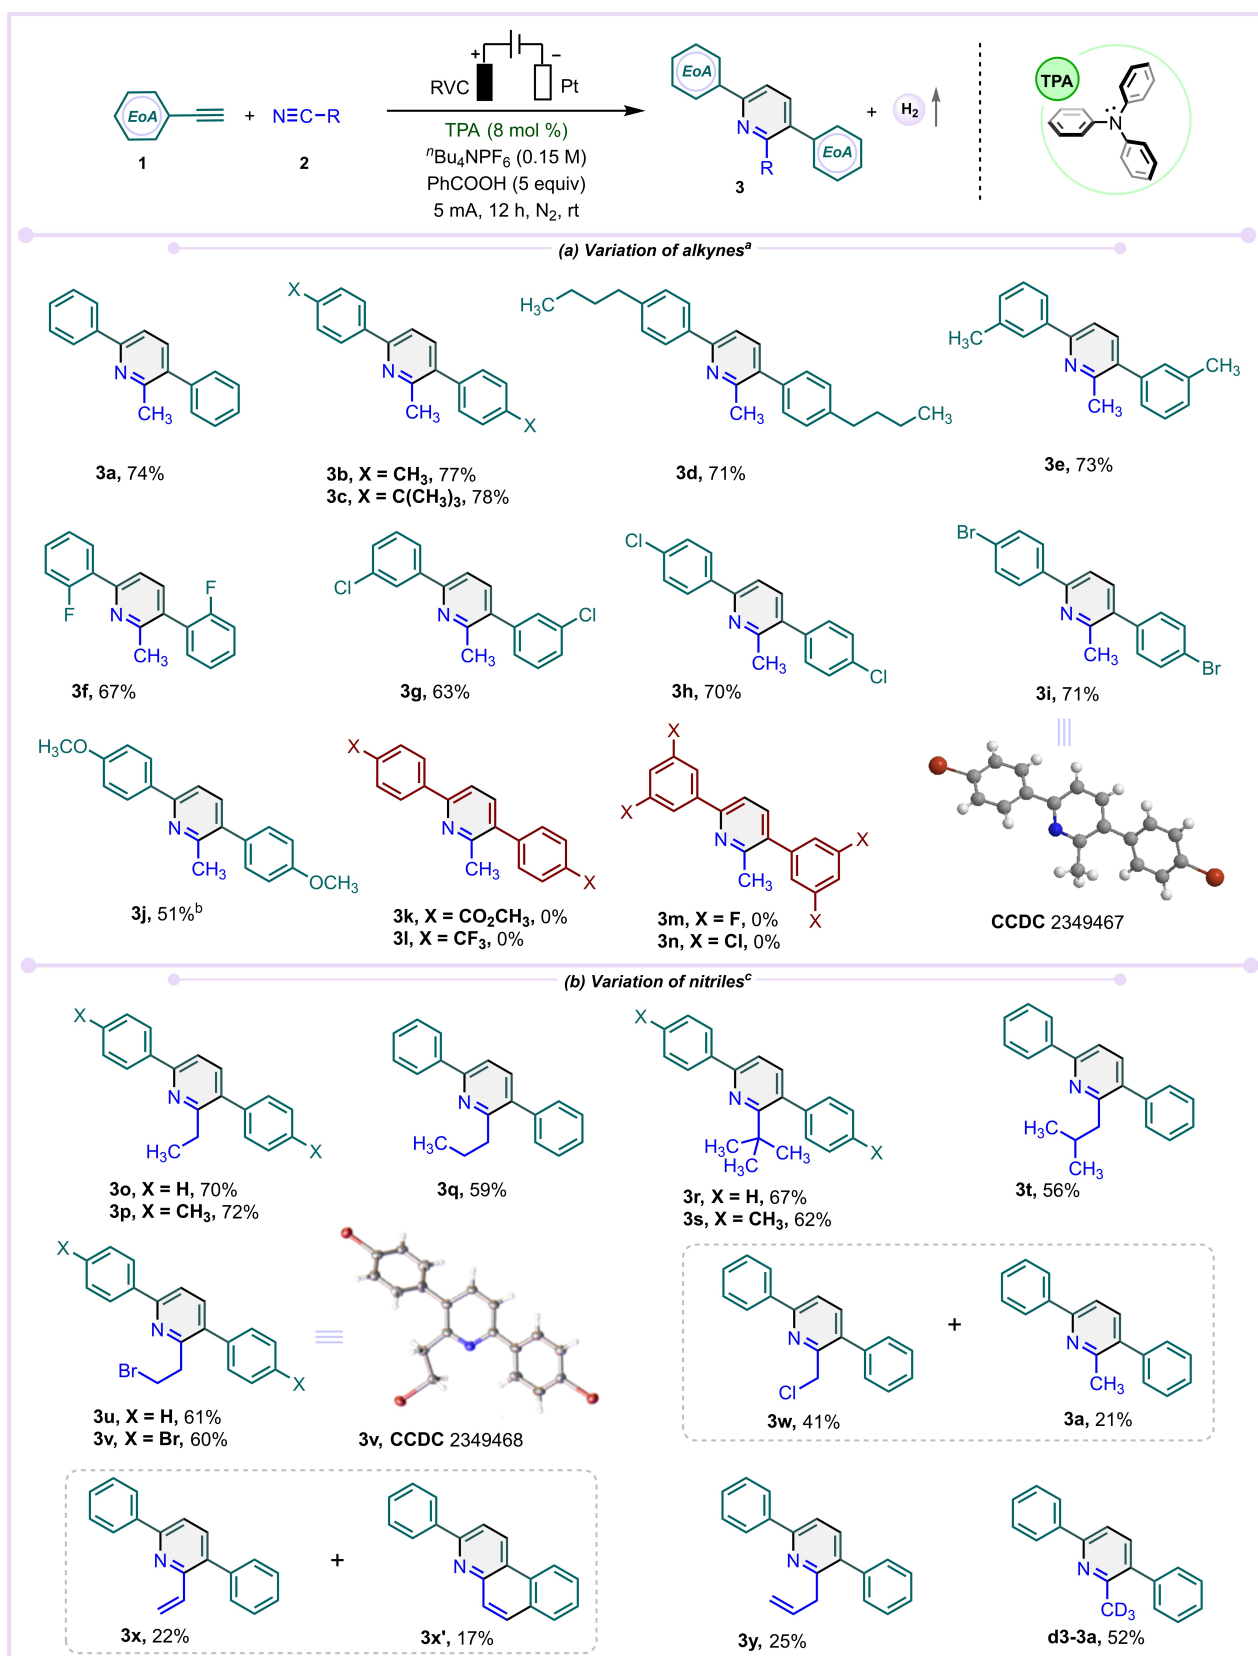 + −
RVC Pt
EoA + N≡C−R
1 2
TPA (8 mol %)
ⁿBu₄NPF₆ (0.15 M)
PhCOOH (5 equiv)
5 mA, 12 h, N₂, rt
EoA
N
R
EoA
3
+ H₂
TPA
N
(a) Variation of alkynesᵃ
N
CH₃
3a, 74%
X
N
CH₃
X
3b, X = CH₃, 77%
3c, X = C(CH₃)₃, 78%
H₃C
N
CH₃
CH₃
3d, 71%
H₃C
N
CH₃
CH₃
3e, 73%
F
N
F
CH₃
3f, 67%
Cl
N
Cl
CH₃
3g, 63%
Cl
N
CH₃
Cl
3h, 70%
Br
N
CH₃
Br
3i, 71%
H₃CO
N
CH₃
OCH₃
3j, 51%ᵇ
X
N
CH₃
X
3k, X = CO₂CH₃, 0%
3l, X = CF₃, 0%
X
X
N
X
CH₃
X
3m, X = F, 0%
3n, X = Cl, 0%
CCDC 2349467
(b) Variation of nitrilesᶜ
X
N
H₃C
X
3o, X = H, 70%
3p, X = CH₃, 72%
N
H₃C
3q, 59%
X
N
H₃C
CH₃
H₃C
X
3r, X = H, 67%
3s, X = CH₃, 62%
N
H₃C
CH₃
3t, 56%
X
N
Br
X
3u, X = H, 61%
3v, X = Br, 60%
3v, CCDC 2349468
N
Cl
3w, 41%
+
N
CH₃
3a, 21%
N
3x, 22%
+
N
3x', 17%
N
3y, 25%
N
CD₃
d3-3a, 52%